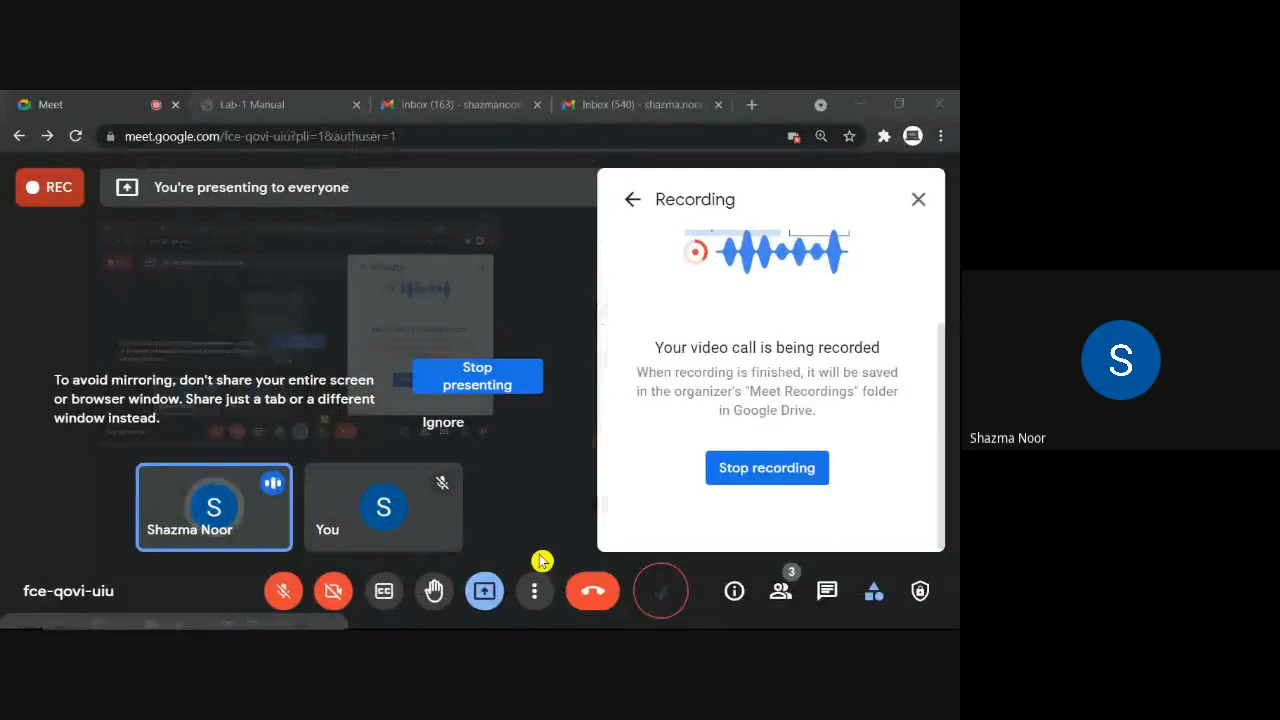 Meet
Lab-1 Manual
Inbox (163) - shazmanoor
Inbox (540) - shazma.noo
meet.google.com/fce-qovi-uiu?pli=1&authuser=1
REC
You're presenting to everyone
Recording
Your video call is being recorded
When recording is finished, it will be saved
in the organizer's "Meet Recordings" folder
in Google Drive.
Stop recording
To avoid mirroring, don't share your entire screen
or browser window. Share just a tab or a different
window instead.
Stop
presenting
Ignore
S
Shazma Noor
S
You
S
Shazma Noor
fce-qovi-uiu
CC
3